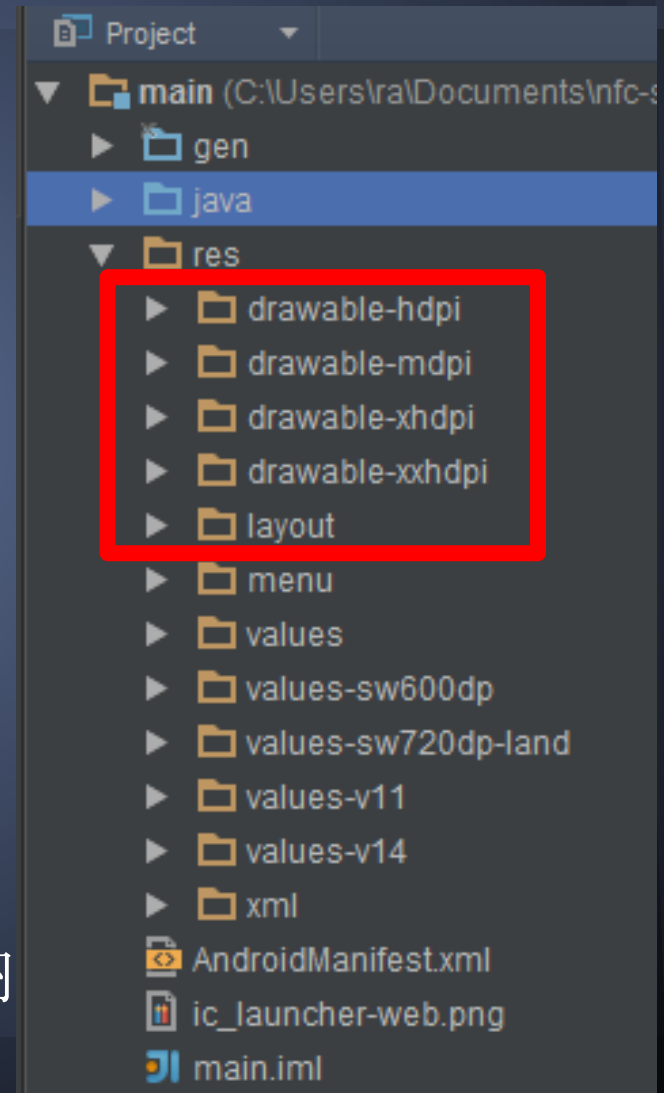 Project
main (C:\Users\ra\Documents\nfc-s
gen
java
res
drawable-hdpi
drawable-mdpi
drawable-xhdpi
drawable-xxhdpi
layout
menu
values
values-sw600dp
values-sw720dp-land
values-v11
values-v14
xml
AndroidManifest.xml
ic_launcher-web.png
main.iml